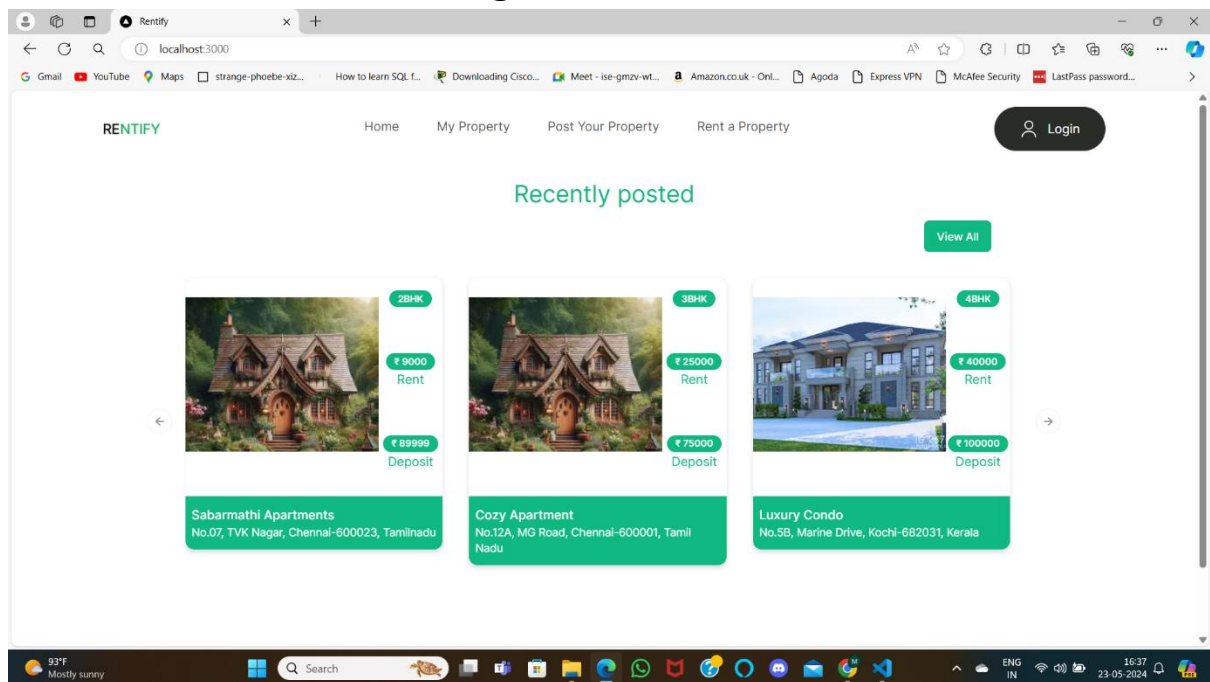 Rentify
localhost:3000
Gmail
YouTube
Maps
strange-phoebe-xiz...
How to learn SQL f...
Downloading Cisco...
Meet - ise-gmzv-wt...
Amazon.co.uk - Onl...
Agoda
Express VPN
McAfee Security
LastPass password...
RENTIFY
Home
My Property
Post Your Property
Rent a Property
Login
Recently posted
View All
2BHK
₹ 9000
Rent
₹ 89999
Deposit
Sabarmathi Apartments
No.07, TVK Nagar, Chennai-600023, Tamilnadu
3BHK
₹ 25000
Rent
₹ 75000
Deposit
Cozy Apartment
No.12A, MG Road, Chennai-600001, Tamil
Nadu
4BHK
₹ 40000
Rent
₹ 100000
Deposit
Luxury Condo
No.5B, Marine Drive, Kochi-682031, Kerala
93°F
Mostly sunny
Search
ENG
IN
16:37
23-05-2024